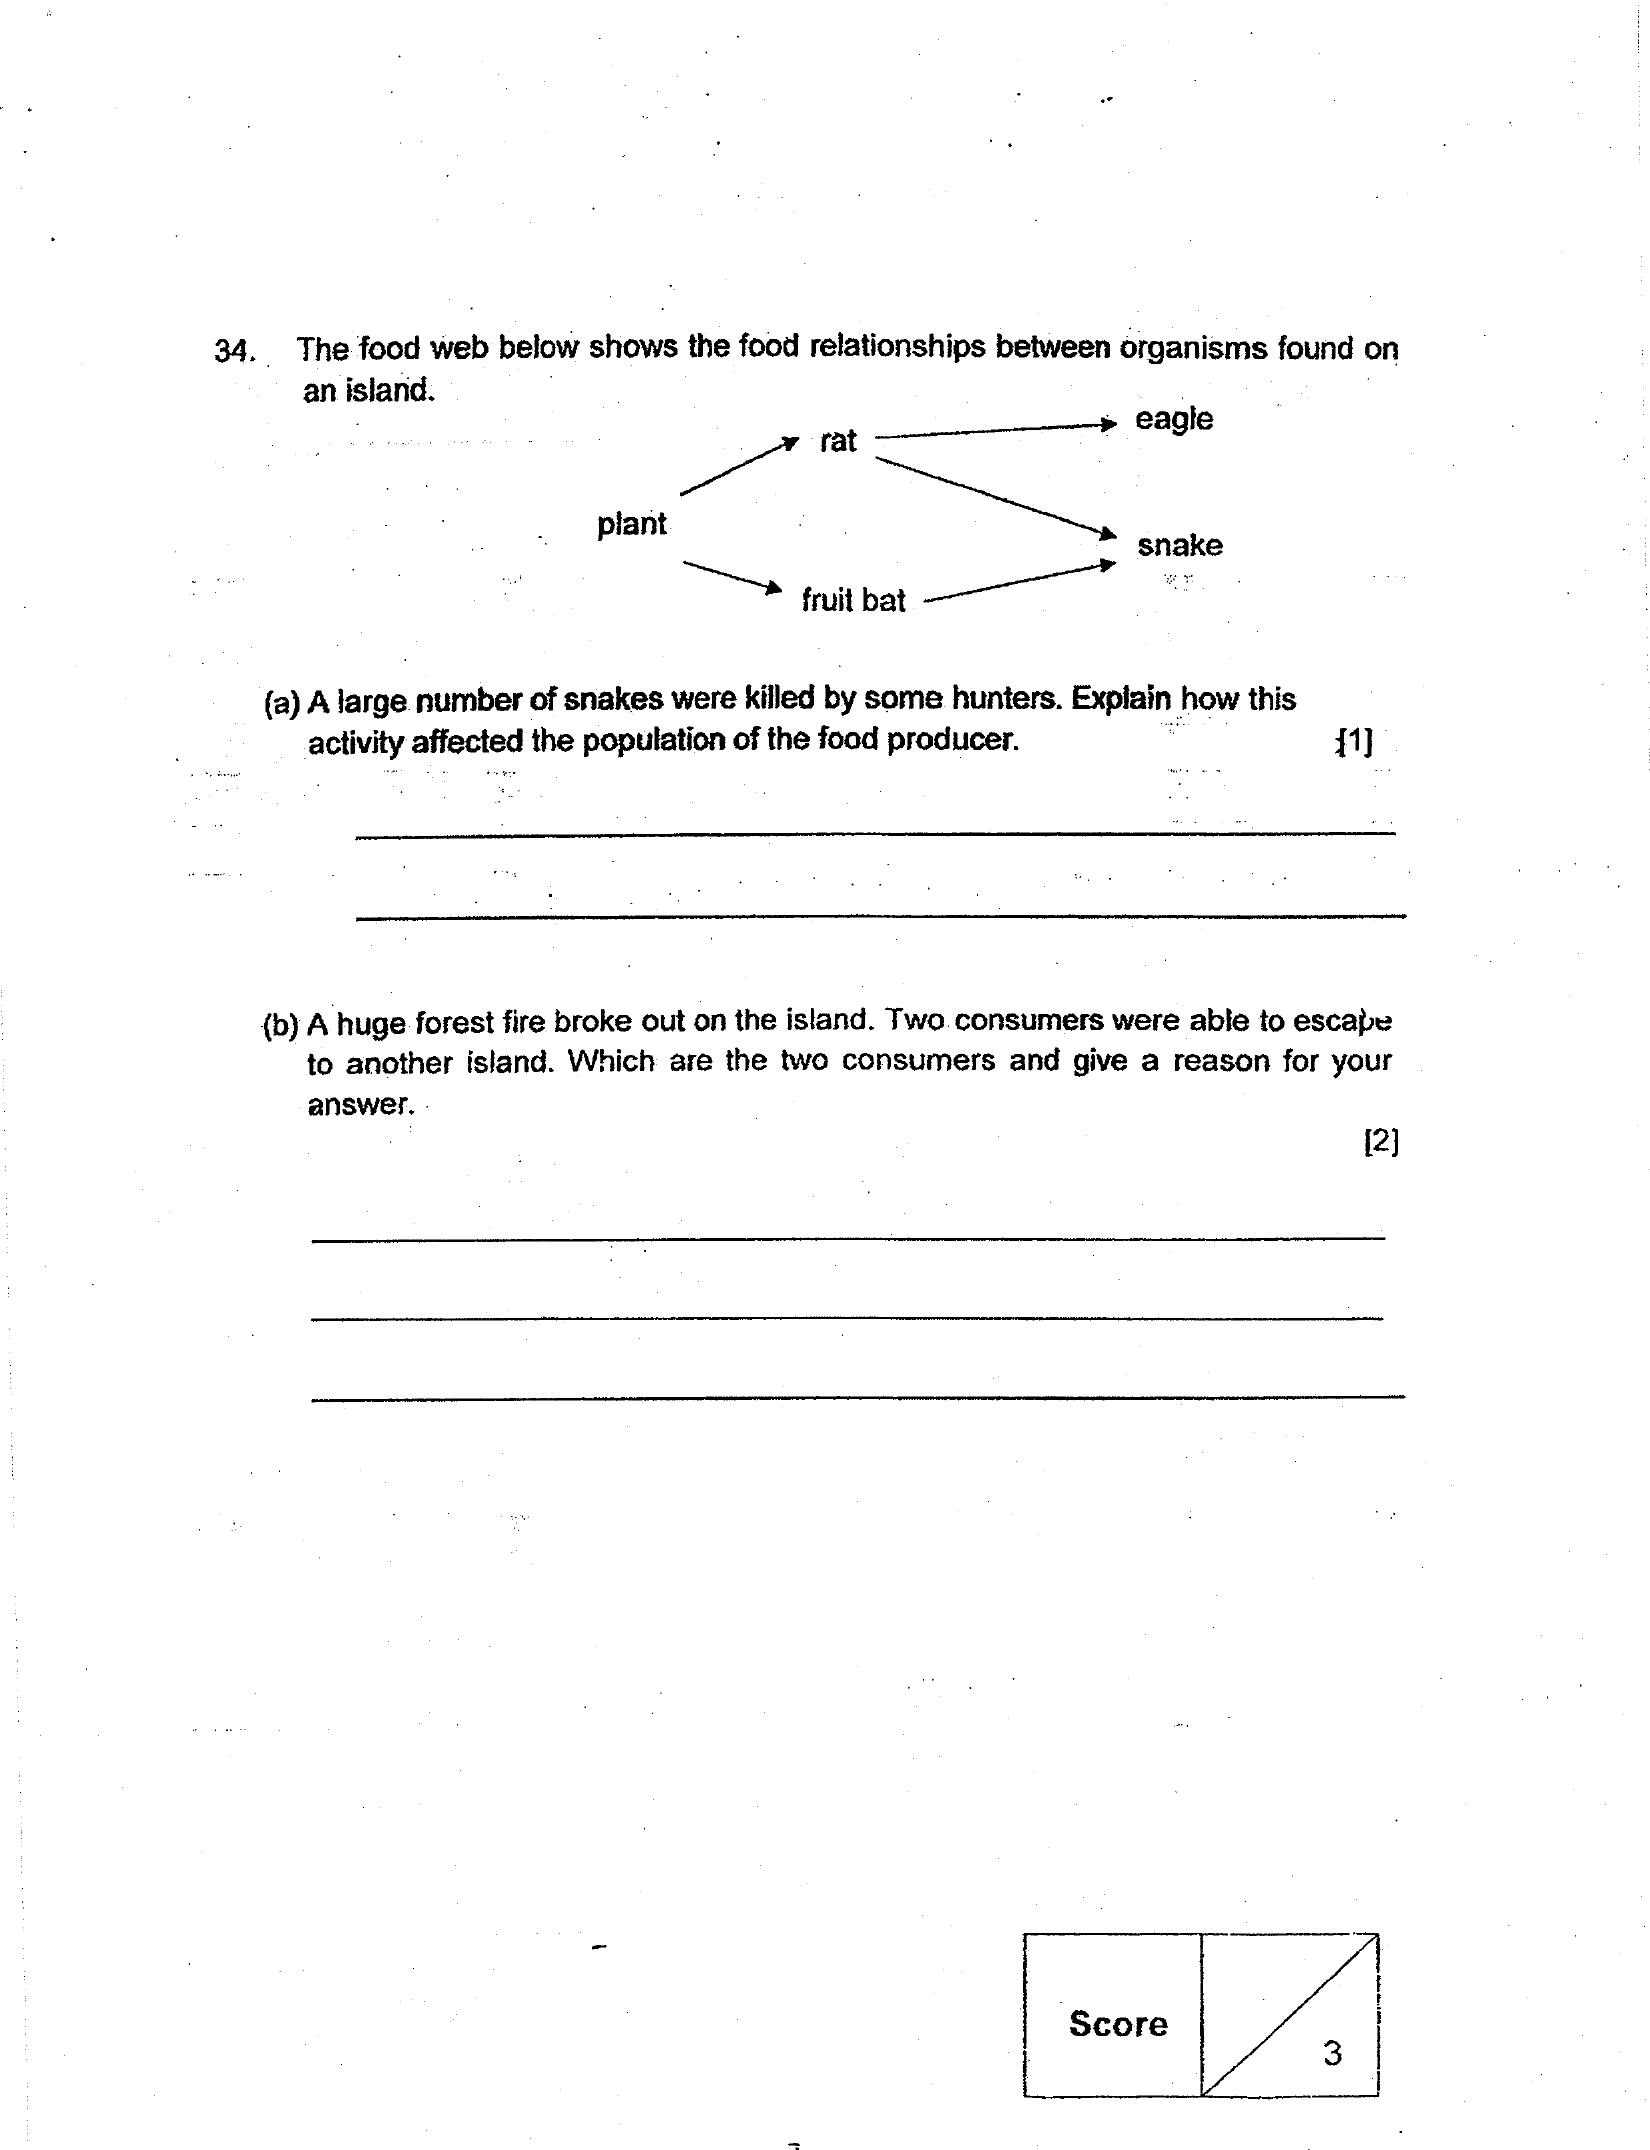 34. The food web below shows the food relationships between organisms found on
an island.
eagle
rat
plant
snake
fruit bat
(a) A large number of snakes were killed by some hunters. Explain how this
activity affected the population of the food producer. [1]
(b) A huge forest fire broke out on the island. Two consumers were able to escape
to another island. Which are the two consumers and give a reason for your
answer.
[2]
Score
3